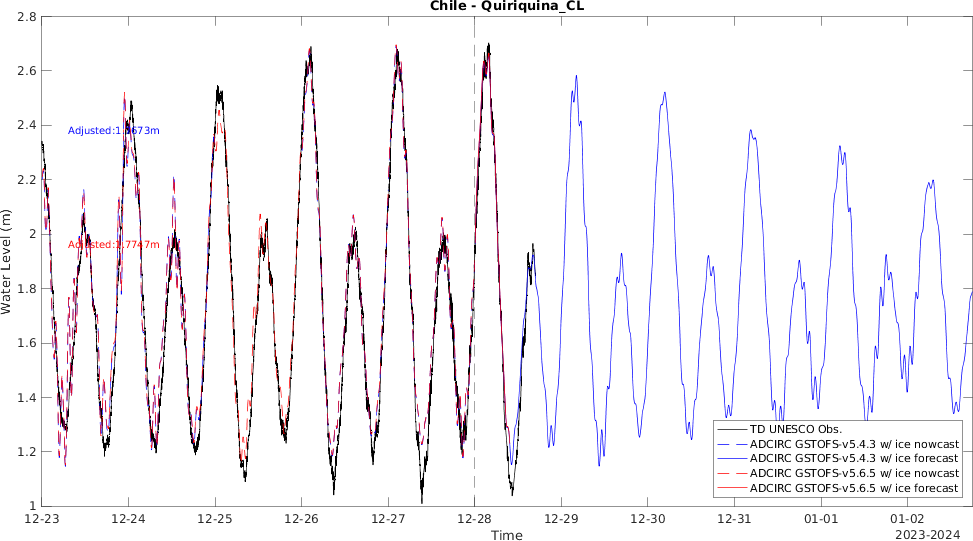 Chile - Quiriquina_CL
2.8
2.6
2.4
2.2
2
1.8
1.6
1.4
1.2
1
Water Level (m)
TD UNESCO Obs.
ADCIRC GSTOFS-v5.4.3 w/ ice nowcast
ADCIRC GSTOFS-v5.4.3 w/ ice forecast
ADCIRC GSTOFS-v5.6.5 w/ ice nowcast
ADCIRC GSTOFS-v5.6.5 w/ ice forecast
12-23 12-24 12-25 12-26 12-27 12-28 12-29 12-30 12-31 01-01 01-02
Time
2023-2024